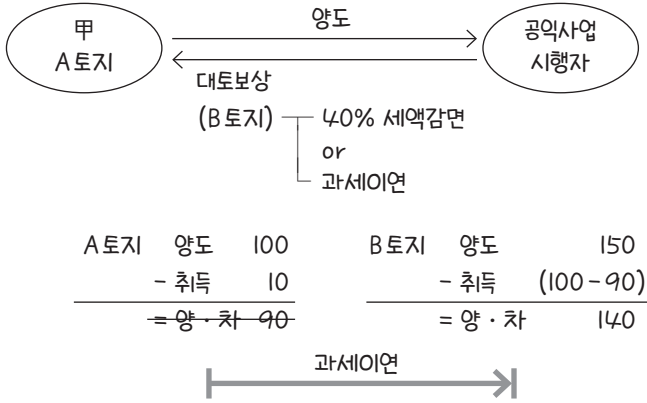 양도
甲
A토지
공익사업
시행자
대토보상
(B토지)
40% 세액감면
or
과세이연
A토지 양도 100
- 취득 10
= 양·차 90
B토지 양도 150
- 취득 (100-90)
= 양·차 140
과세이연